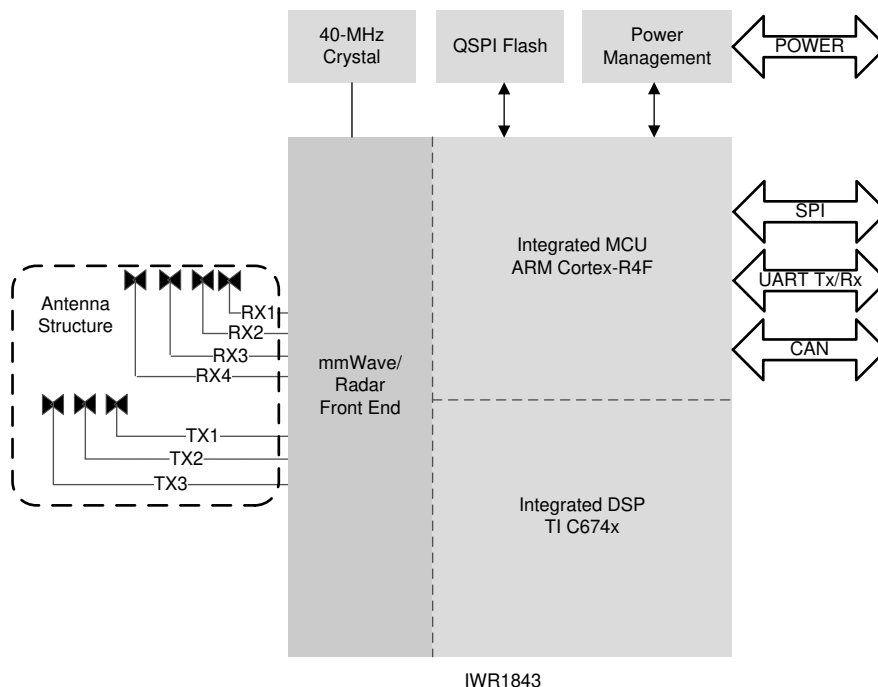 40-MHz
Crystal
QSPI Flash
Power
Management
POWER
SPI
Integrated MCU
ARM Cortex-R4F
UART Tx/Rx
CAN
Antenna
Structure
RX1
RX2
RX3
RX4
mmWave/
Radar
Front End
TX1
TX2
TX3
Integrated DSP
TI C674x
IWR1843